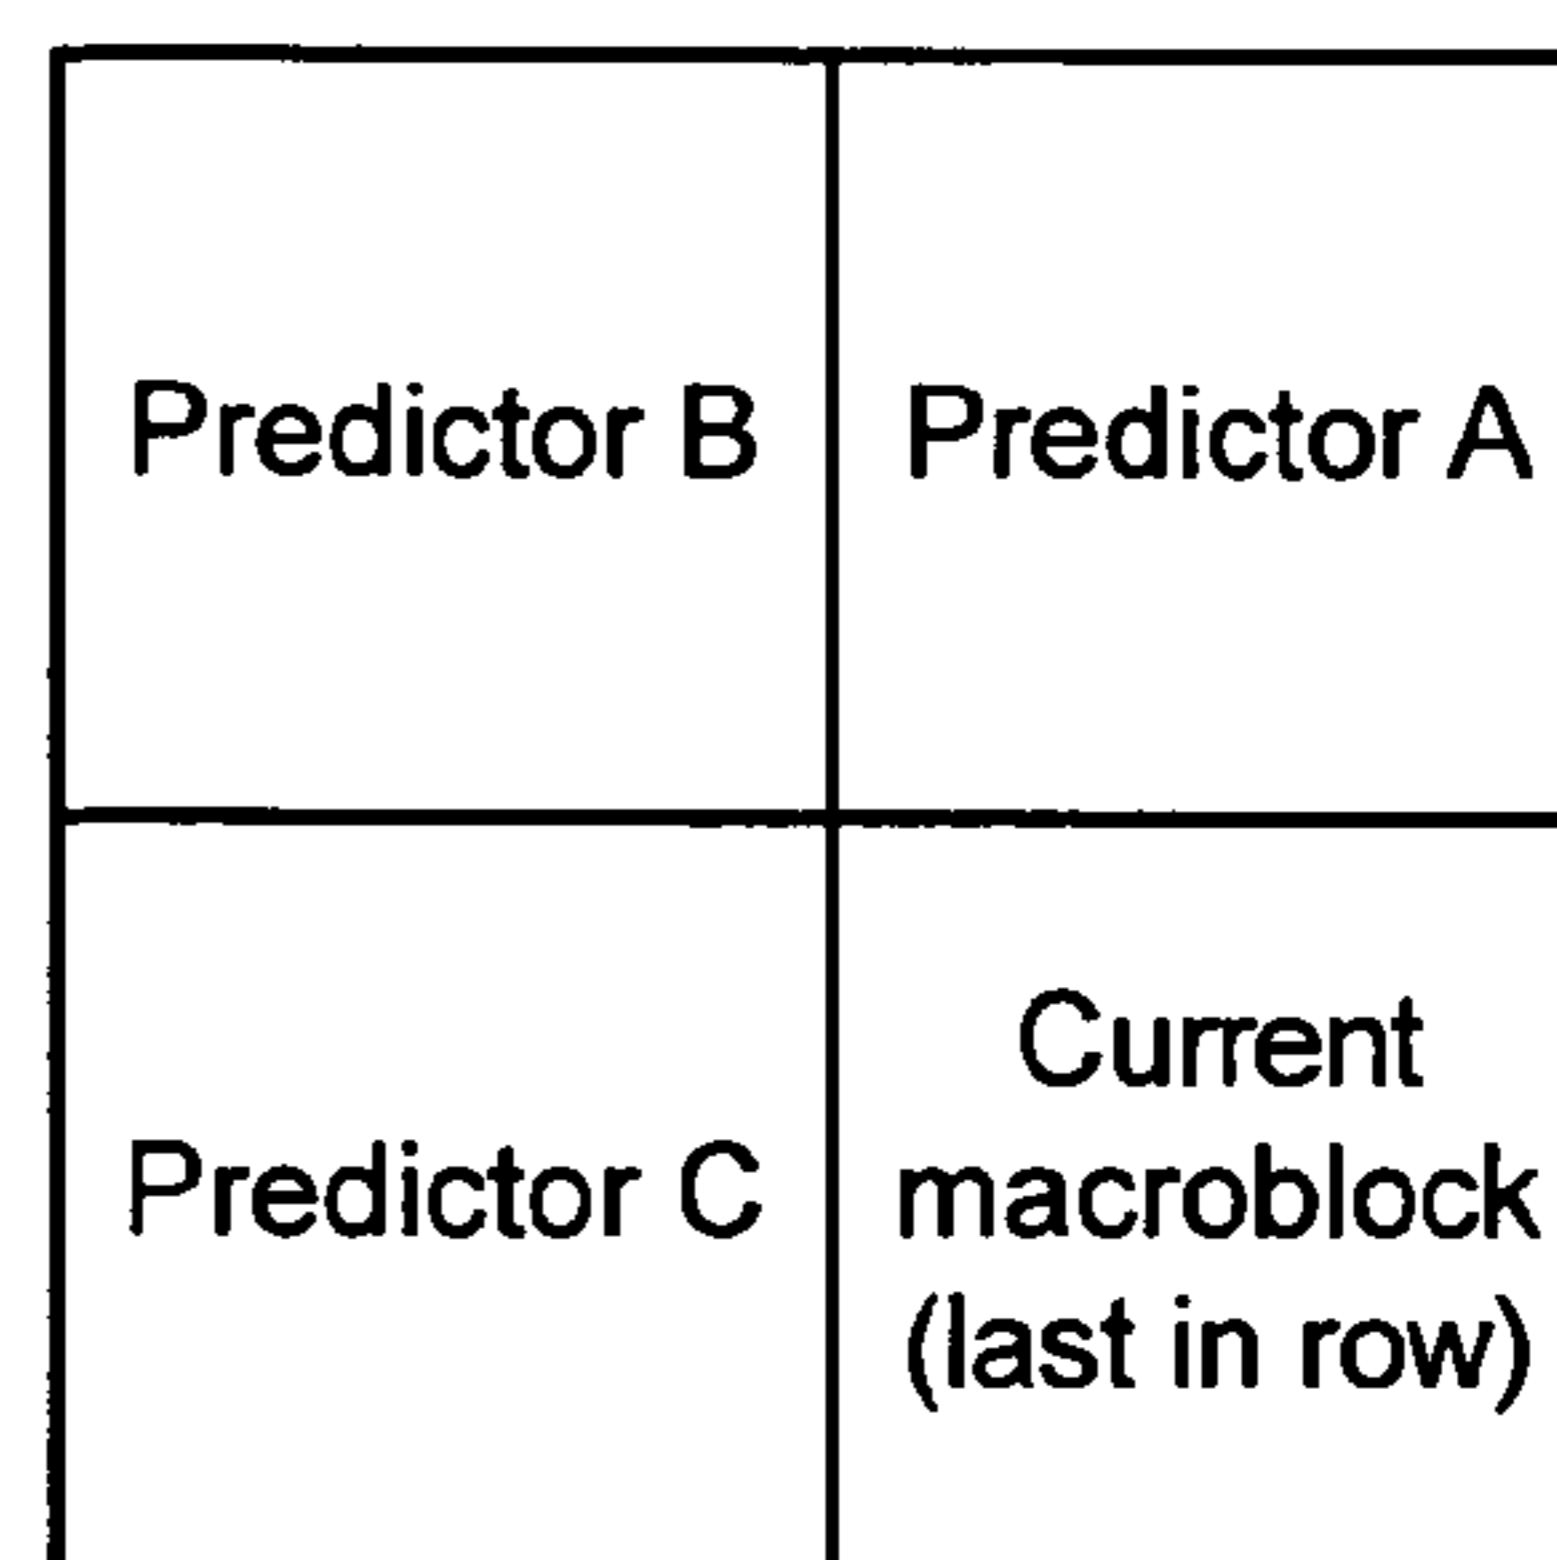 Predictor B
Predictor A
Predictor C
Current
macroblock
(last in row)